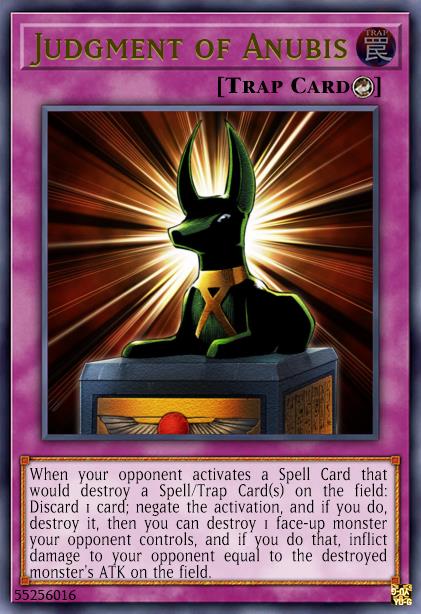 JUDGMENT OF ANUBIS
TRAP
罠
[TRAP CARD]
When your opponent activates a Spell Card that
would destroy a Spell/Trap Card(s) on the field:
Discard 1 card; negate the activation, and if you do,
destroy it, then you can destroy 1 face-up monster
your opponent controls, and if you do that, inflict
damage to your opponent equal to the destroyed
monster's ATK on the field.
55256016